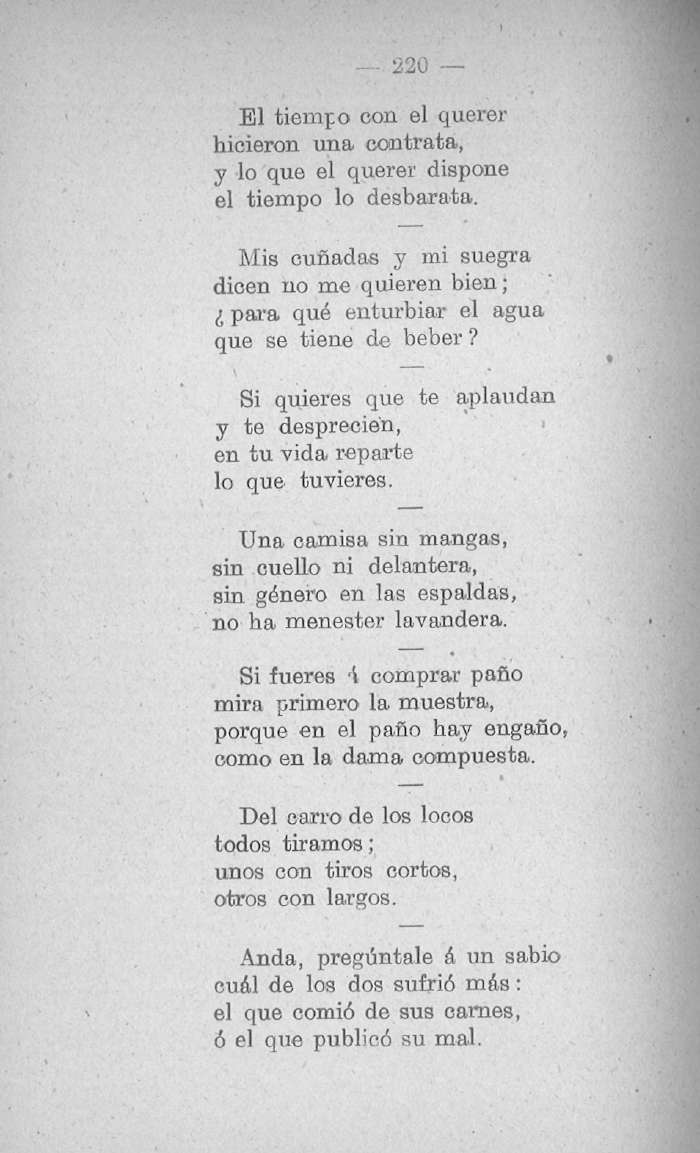 — 220 —
El tiempo con el querer
hicieron una contrata,
y lo que el querer dispone
el tiempo lo desbarata.
—
Mis cuñadas y mi suegra
dicen no me quieren bien;
¿para qué enturbiar el agua
que se tiene de beber?
—
Si quieres que te aplaudan
y te desprecien,
en tu vida reparte
lo que tuvieres.
—
Una camisa sin mangas,
sin cuello ni delantera,
sin género en las espaldas,
no ha menester lavandera.
—
Si fueres á comprar paño
mira primero la muestra,
porque en el paño hay engaño,
como en la dama compuesta.
—
Del carro de los locos
todos tiramos;
unos con tiros cortos,
otros con largos.
—
Anda, pregúntale á un sabio
cuál de los dos sufrió más:
el que comió de sus carnes,
ó el que publicó su mal.